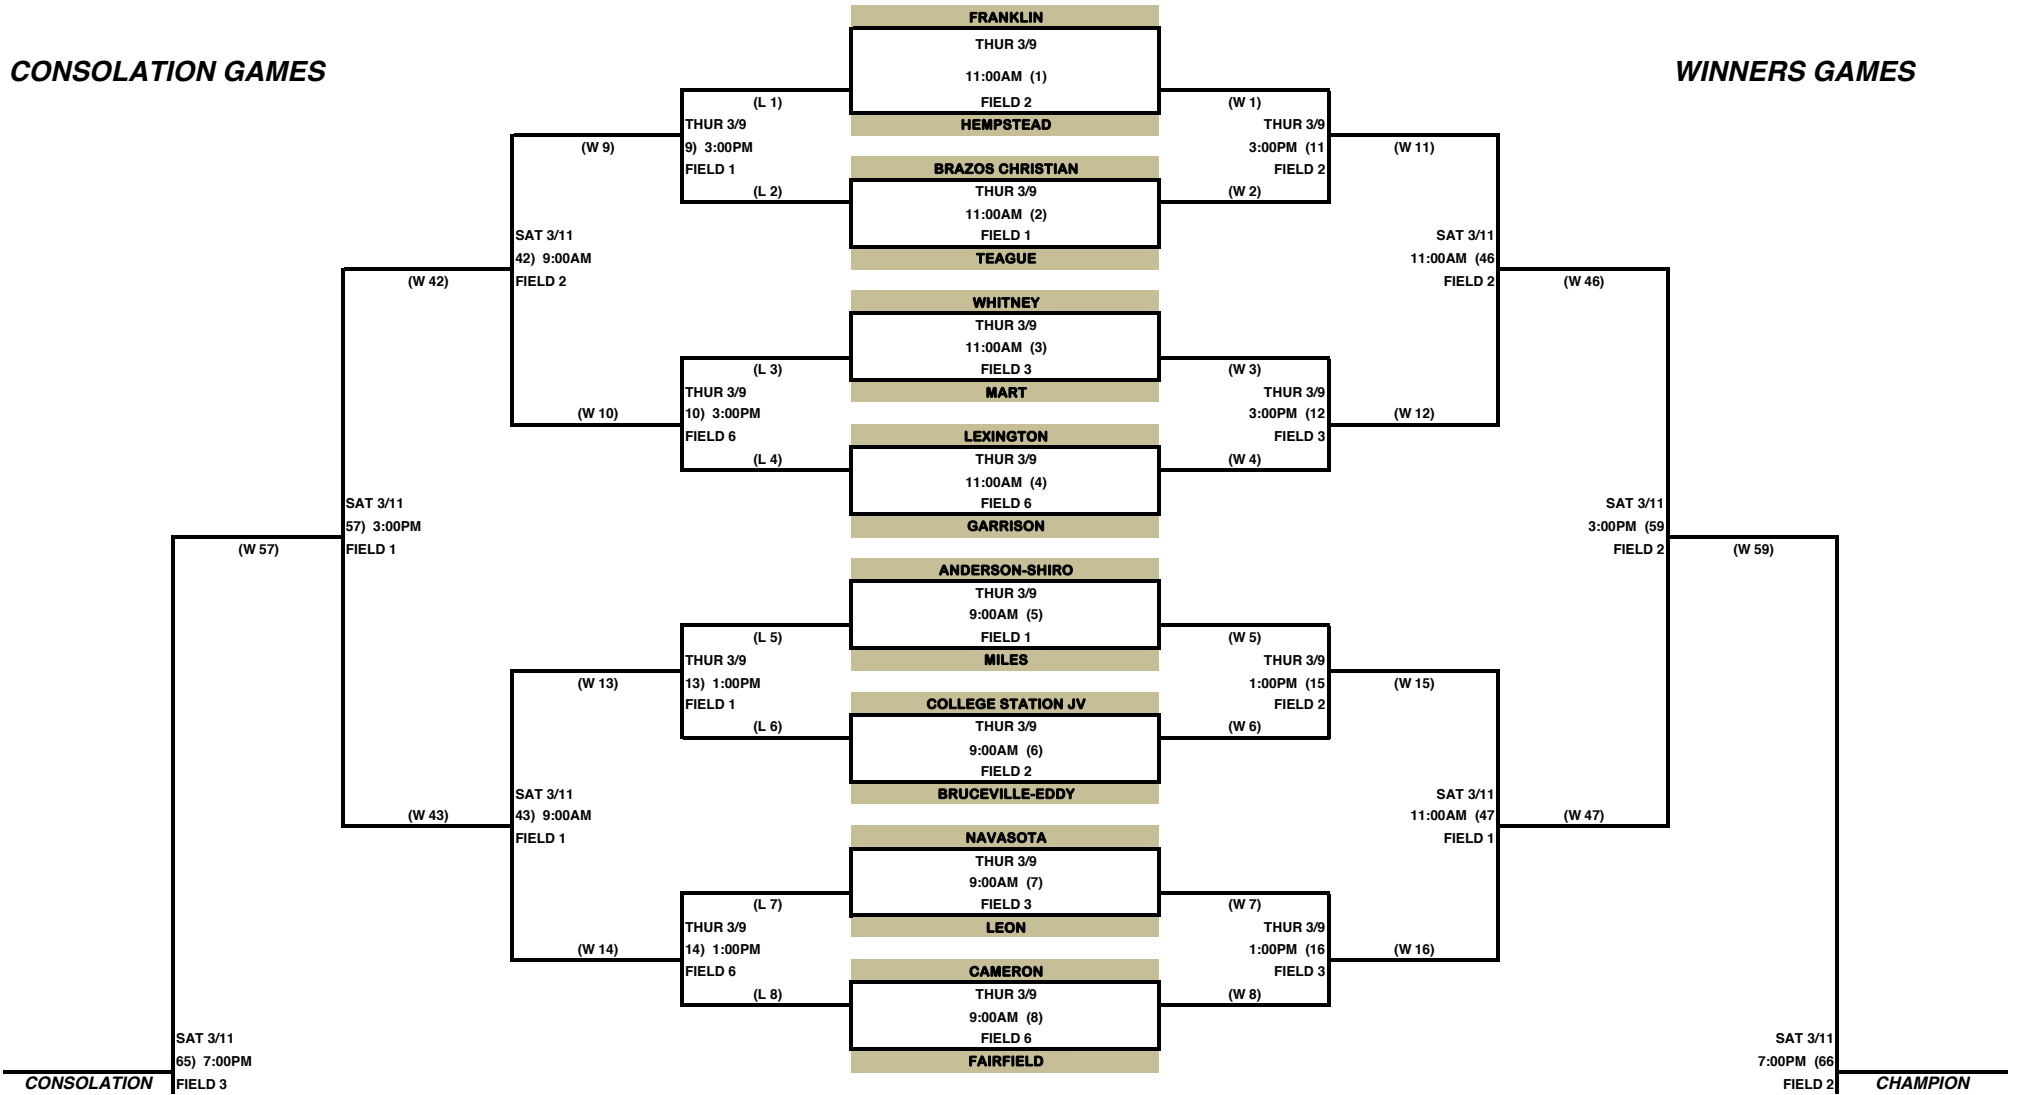 FRANKLIN
THUR 3/9
CONSOLATION GAMES
WINNERS GAMES
11:00AM (1)
(L 1)
FIELD 2
(W 1)
THUR 3/9
HEMPSTEAD
THUR 3/9
(W 9)
9) 3:00PM
3:00PM (11
(W 11)
FIELD 1
BRAZOS CHRISTIAN
FIELD 2
(L 2)
THUR 3/9
(W 2)
11:00AM (2)
SAT 3/11
FIELD 1
SAT 3/11
42) 9:00AM
TEAGUE
11:00AM (46
(W 42)
FIELD 2
FIELD 2
(W 46)
WHITNEY
THUR 3/9
11:00AM (3)
(L 3)
FIELD 3
(W 3)
THUR 3/9
MART
THUR 3/9
(W 10)
10) 3:00PM
3:00PM (12
(W 12)
FIELD 6
LEXINGTON
FIELD 3
(L 4)
THUR 3/9
(W 4)
11:00AM (4)
SAT 3/11
FIELD 6
SAT 3/11
57) 3:00PM
GARRISON
3:00PM (59
(W 57)
FIELD 1
FIELD 2
(W 59)
ANDERSON-SHIRO
THUR 3/9
9:00AM (5)
(L 5)
FIELD 1
(W 5)
THUR 3/9
MILES
THUR 3/9
(W 13)
13) 1:00PM
1:00PM (15
(W 15)
FIELD 1
COLLEGE STATION JV
FIELD 2
(L 6)
THUR 3/9
(W 6)
9:00AM (6)
FIELD 2
SAT 3/11
BRUCEVILLE-EDDY
SAT 3/11
(W 43)
43) 9:00AM
11:00AM (47
(W 47)
FIELD 1
NAVASOTA
FIELD 1
THUR 3/9
9:00AM (7)
(L 7)
FIELD 3
(W 7)
THUR 3/9
LEON
THUR 3/9
(W 14)
14) 1:00PM
1:00PM (16
(W 16)
FIELD 6
CAMERON
FIELD 3
(L 8)
THUR 3/9
(W 8)
9:00AM (8)
SAT 3/11
FIELD 6
SAT 3/11
65) 7:00PM
FAIRFIELD
7:00PM (66
CONSOLATION
FIELD 3
FIELD 2
CHAMPION